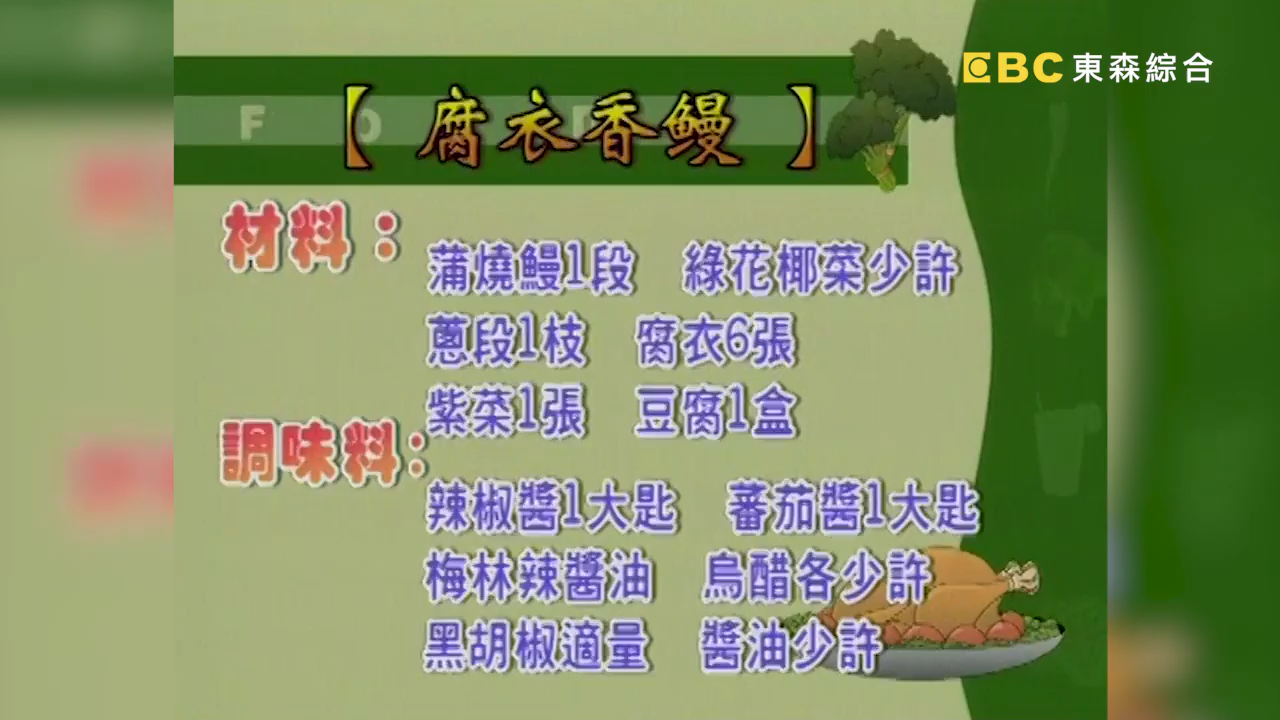 EBC 東森綜合
F O D
【 腐衣香鰻 】
材料：
蒲燒鰻1段 綠花椰菜少許
蔥段1枝 腐衣6張
紫菜1張 豆腐1盒
調味料：
辣椒醬1大匙 蕃茄醬1大匙
梅林辣醬油 烏醋各少許
黑胡椒適量 醬油少許